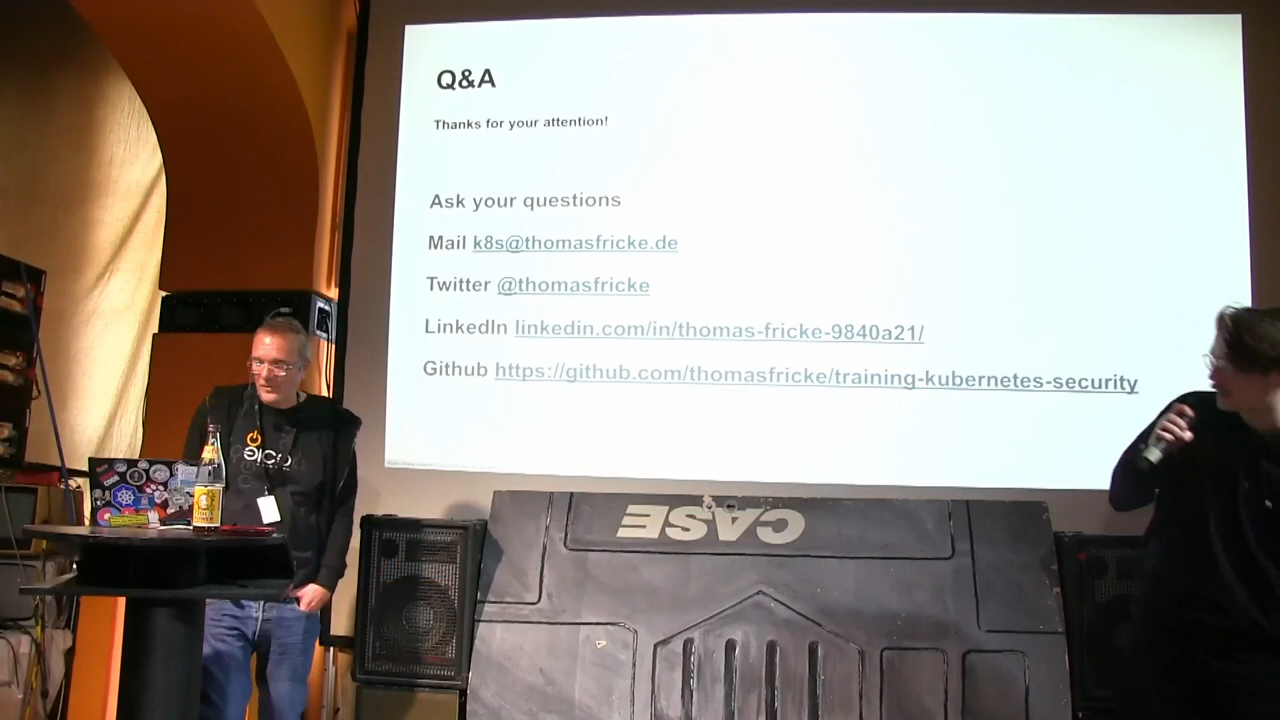 Q&A
Thanks for your attention!
Ask your questions
Mail k8s@thomasfricke.de
Twitter @thomasfricke
LinkedIn linkedin.com/in/thomas-fricke-9840a21/
Github https://github.com/thomasfricke/training-kubernetes-security
CASE